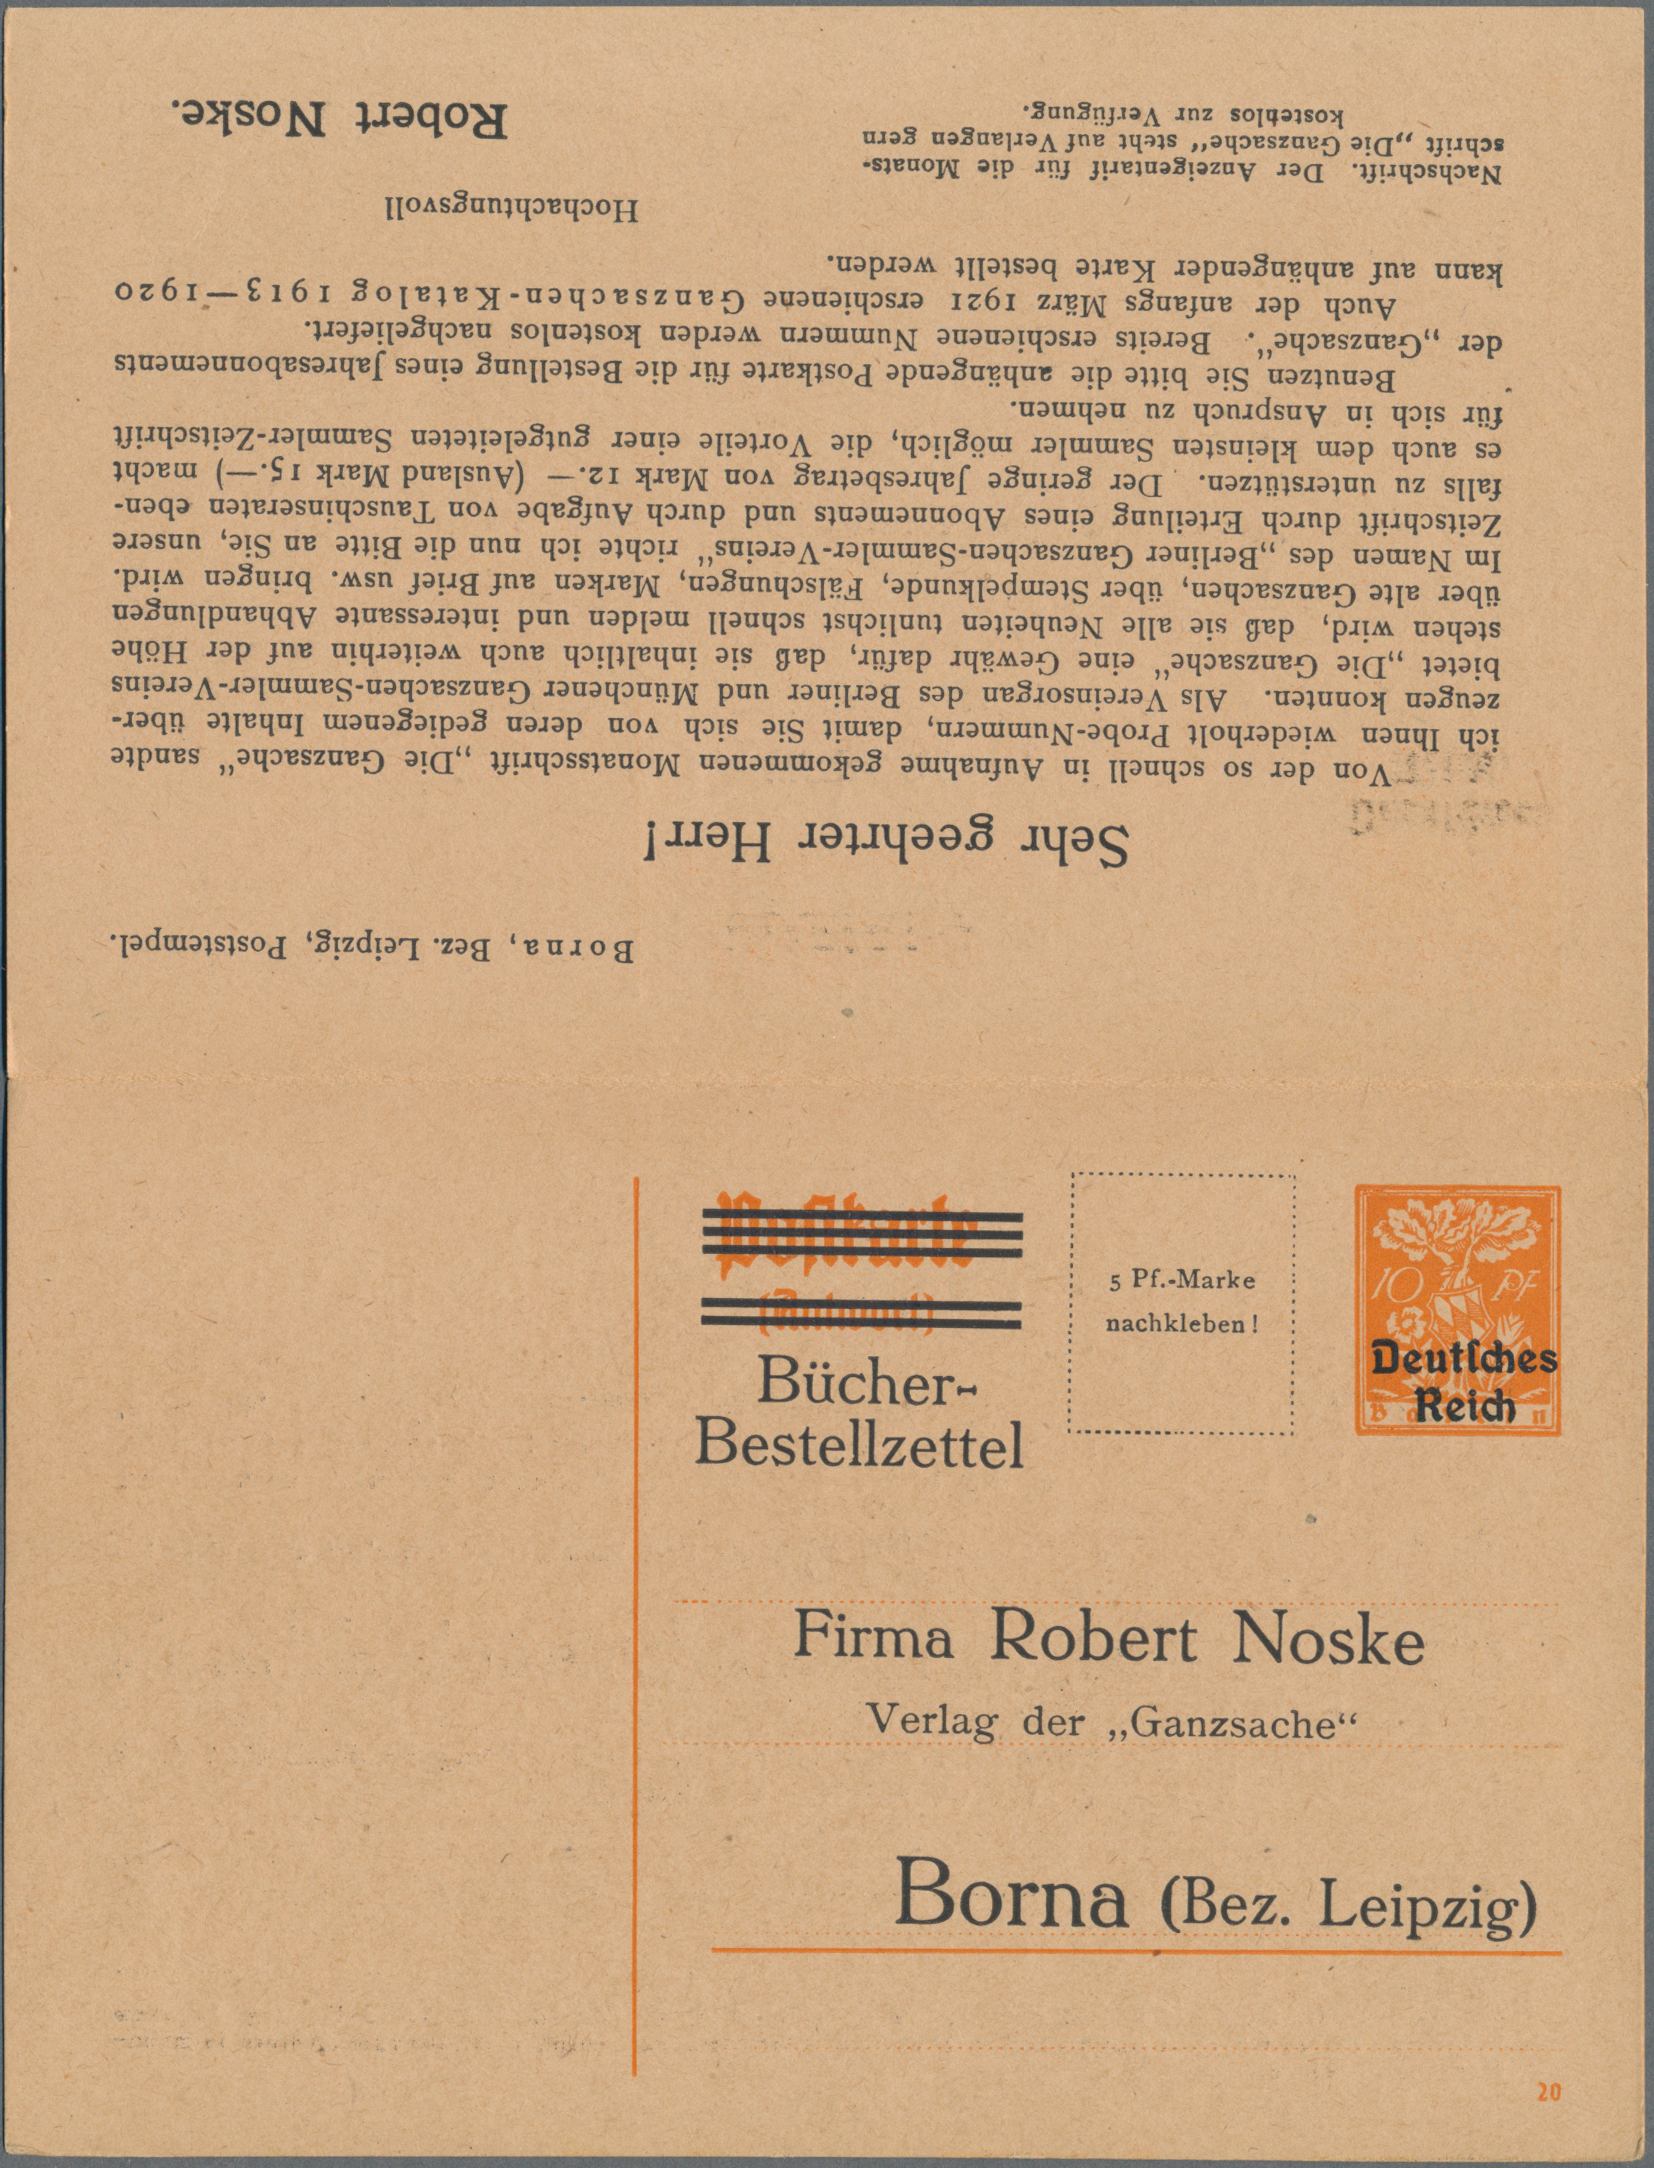 Borna, Bez. Leipzig, Poststempel.
Sehr geehrter Herr!
Von der so schnell in Aufnahme gekommenen Monatsschrift „Die Ganzsache“ sandte
ich Ihnen wiederholt Probe-Nummern, damit Sie sich von deren gediegenem Inhalte über-
zeugen konnten. Als Vereinsorgan des Berliner und Münchener Ganzsachen-Sammler-Vereins
bietet „Die Ganzsache“ eine Gewähr dafür, daß sie inhaltlich auch weiterhin auf der Höhe
stehen wird, daß sie alle Neuheiten tunlichst schnell melden und interessante Abhandlungen
über alte Ganzsachen, über Stempelkunde, Fälschungen, Marken auf Brief usw. bringen wird.
Im Namen des „Berliner Ganzsachen-Sammler-Vereins“ richte ich nun die Bitte an Sie, unsere
Zeitschrift durch Erteilung eines Abonnements und durch Aufgabe von Tauschinseraten eben-
falls zu unterstützen. Der geringe Jahresbetrag von Mark 12.— (Ausland Mark 15.—) macht
es auch dem kleinsten Sammler möglich, die Vorteile einer gutgeleiteten Sammler-Zeitschrift
für sich in Anspruch zu nehmen.
Benutzen Sie bitte die anhängende Postkarte für die Bestellung eines Jahresabonnements
der „Ganzsache“. Bereits erschienene Nummern werden kostenlos nachgeliefert.
Auch der anfangs März 1921 erschienene Ganzsachen-Katalog 1913—1920
kann auf anhängender Karte bestellt werden.
Hochachtungsvoll
Robert Noske.
Nachschrift. Der Anzeigentarif für die Monats-
schrift „Die Ganzsache“ steht auf Verlangen gern
kostenlos zur Verfügung.
Postkarte
(Antwort)
Bücher-
Bestellzettel
5 Pf.-Marke
nachkleben!
10 Pf
Deutsches
Reich
Bayern
Firma Robert Noske
Verlag der „Ganzsache“
Borna (Bez. Leipzig)
20